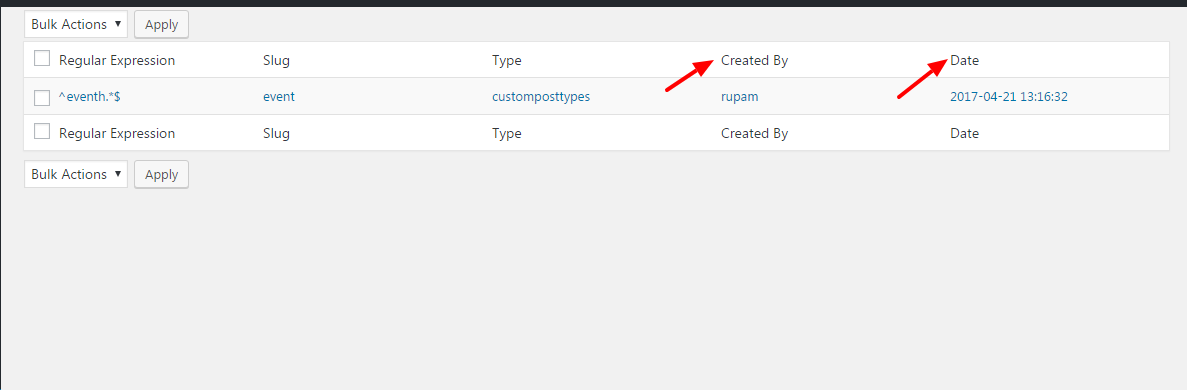 Bulk Actions Apply
Regular Expression Slug Type Created By Date
^eventh.*$ event customposttypes rupam 2017-04-21 13:16:32
Regular Expression Slug Type Created By Date
Bulk Actions Apply